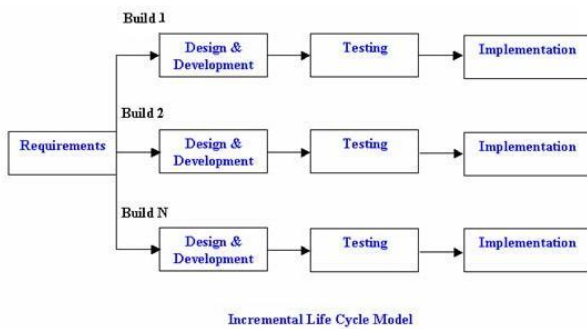 Build 1
Design &
Development
Testing
Implementation
Build 2
Requirements
Design &
Development
Testing
Implementation
Build N
Design &
Development
Testing
Implementation
Incremental Life Cycle Model